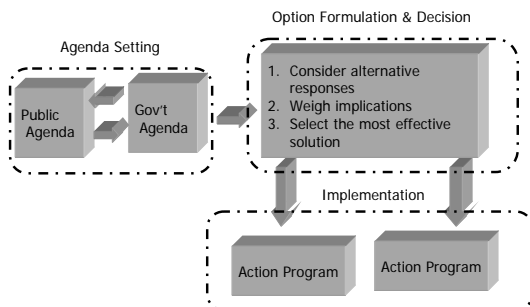 Option Formulation & Decision
Agenda Setting
Public
Agenda
Gov't
Agenda
1. Consider alternative
responses
2. Weigh implications
3. Select the most effective
solution
Implementation
Action Program
Action Program